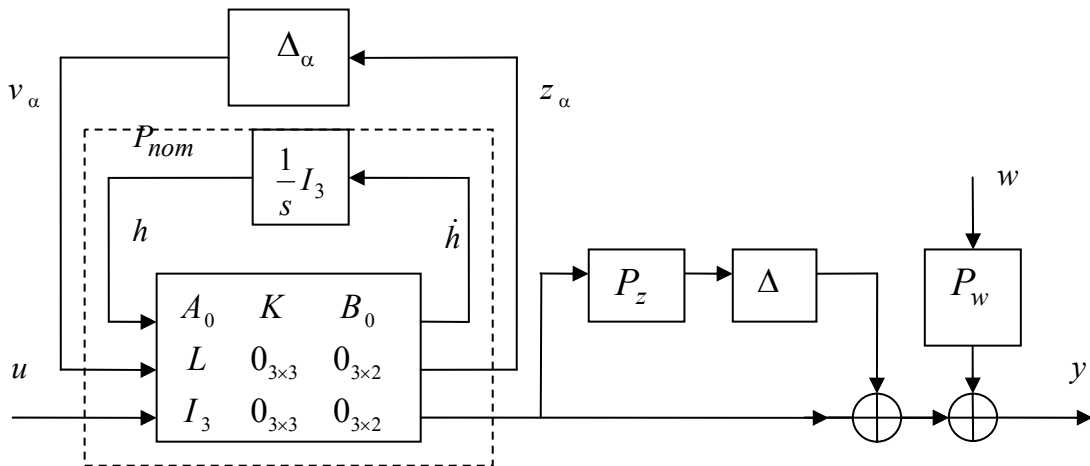 Δ_α
v_α
z_α
P_nom
1/s I_3
h
ḣ
w
P_z
Δ
P_w
A_0 K B_0
L 0_{3×3} 0_{3×2}
I_3 0_{3×3} 0_{3×2}
u
y